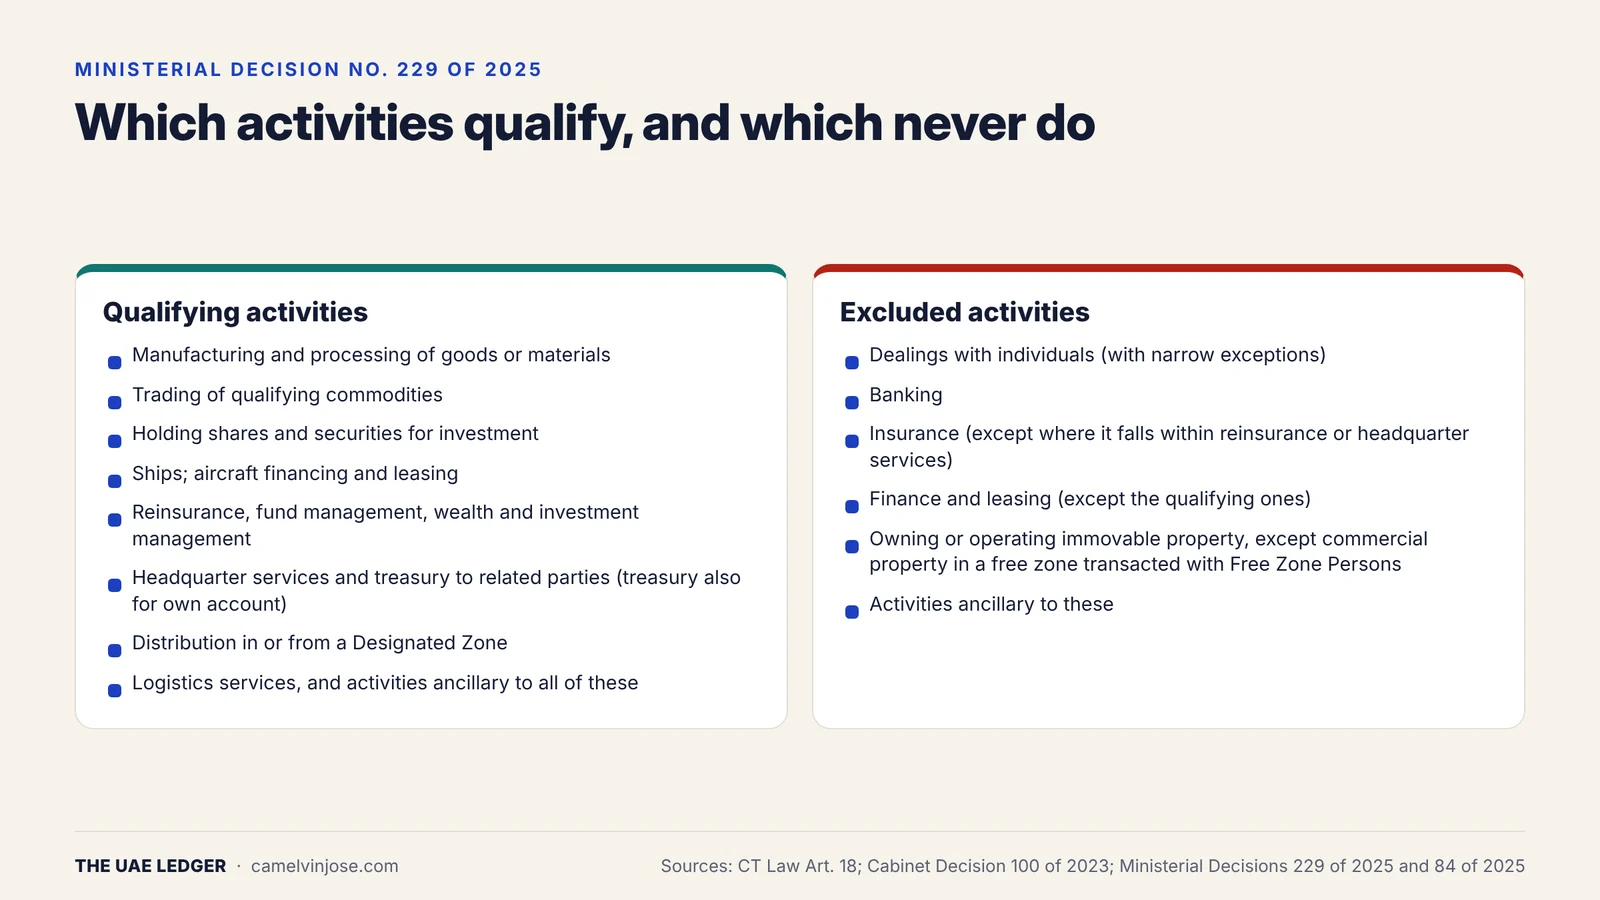 MINISTERIAL DECISION NO. 229 OF 2025
Which activities qualify, and which never do
Qualifying activities
Manufacturing and processing of goods or materials
Trading of qualifying commodities
Holding shares and securities for investment
Ships; aircraft financing and leasing
Reinsurance, fund management, wealth and investment
management
Headquarter services and treasury to related parties (treasury also
for own account)
Distribution in or from a Designated Zone
Logistics services, and activities ancillary to all of these
Excluded activities
Dealings with individuals (with narrow exceptions)
Banking
Insurance (except where it falls within reinsurance or headquarter
services)
Finance and leasing (except the qualifying ones)
Owning or operating immovable property, except commercial
property in a free zone transacted with Free Zone Persons
Activities ancillary to these
THE UAE LEDGER · camelvinjose.com
Sources: CT Law Art. 18; Cabinet Decision 100 of 2023; Ministerial Decisions 229 of 2025 and 84 of 2025